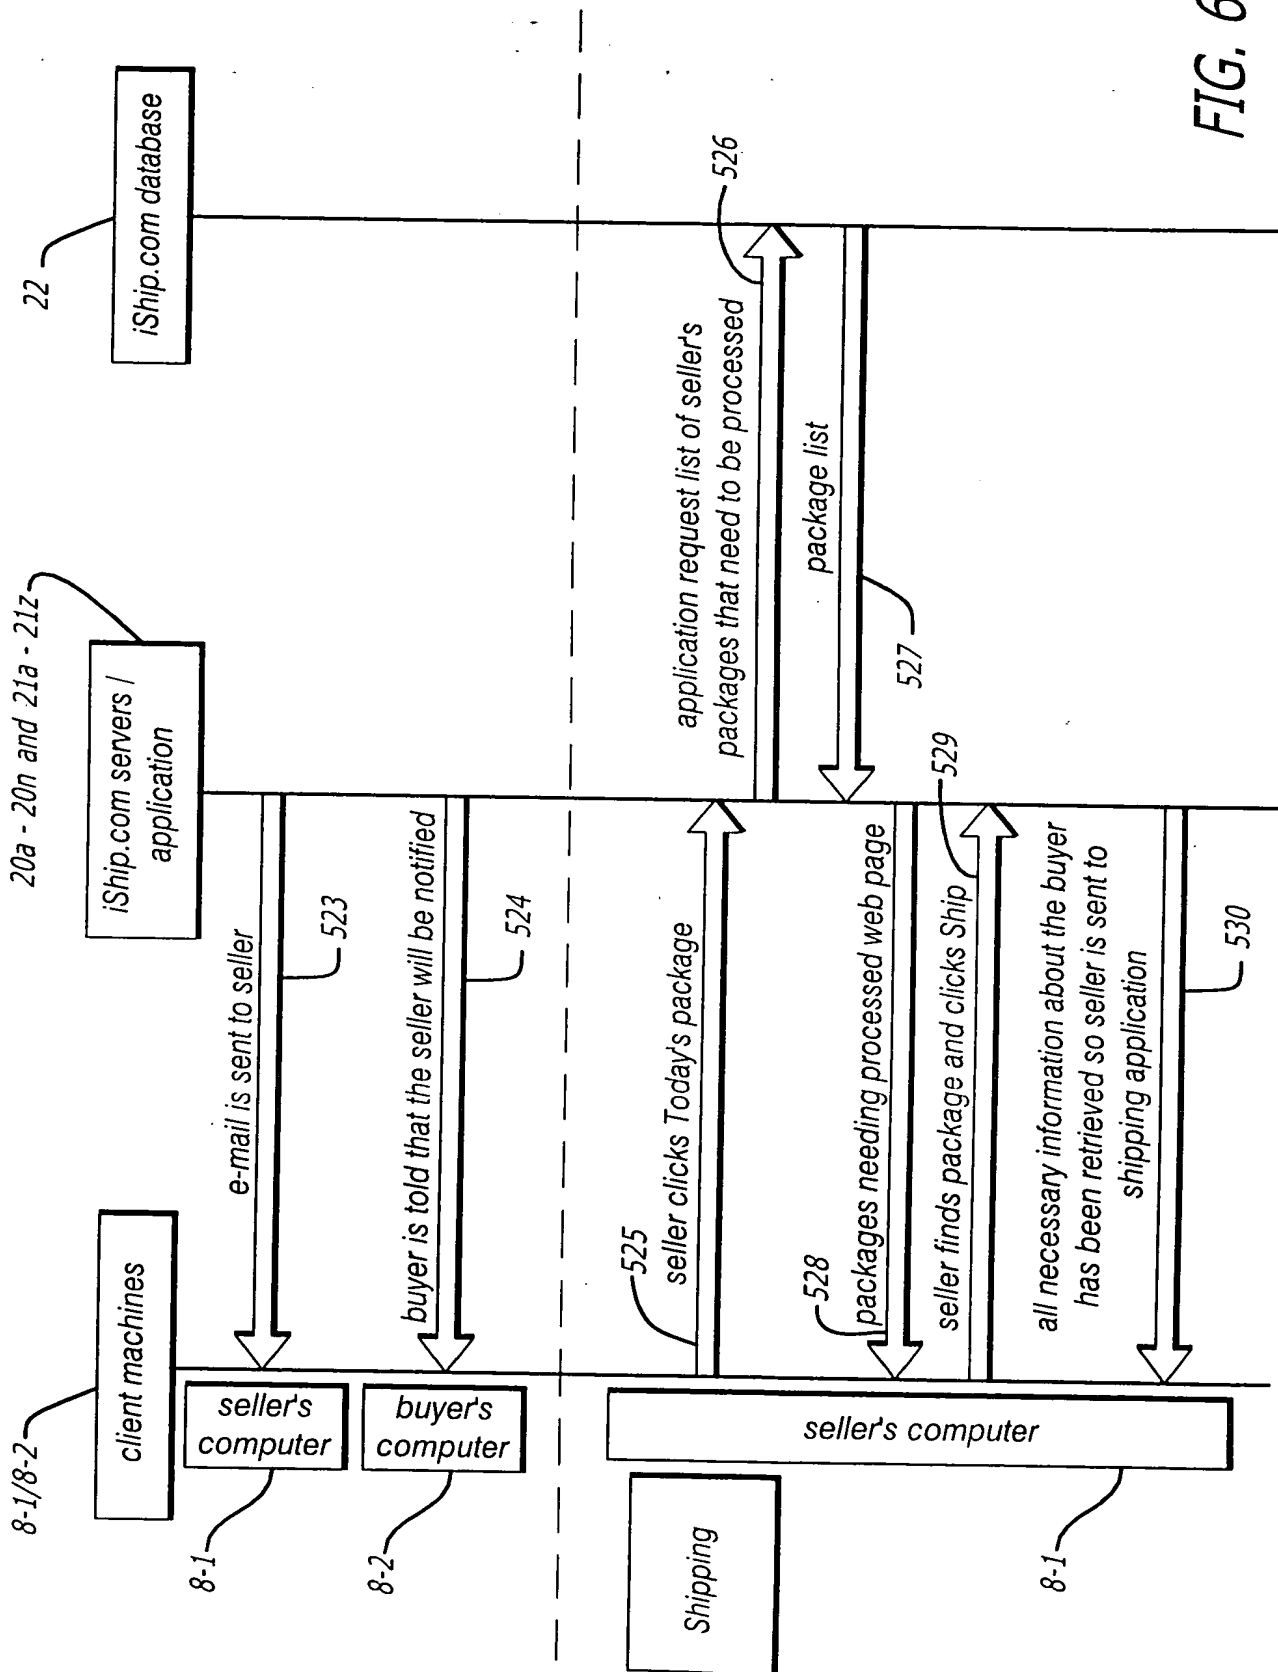 8-1/8-2
20a - 20n and 21a - 21z
22
client machines
iShip.com servers /
application
iShip.com database
8-1
seller's
computer
e-mail is sent to seller
523
8-2
buyer's
computer
buyer is told that the seller will be notified
524
Shipping
seller's computer
8-1
525
seller clicks Today's package
application request list of seller's
packages that need to be processed
526
package list
527
528
packages needing processed web page
seller finds package and clicks Ship
529
all necessary information about the buyer
has been retrieved so seller is sent to
shipping application
530
FIG. 6